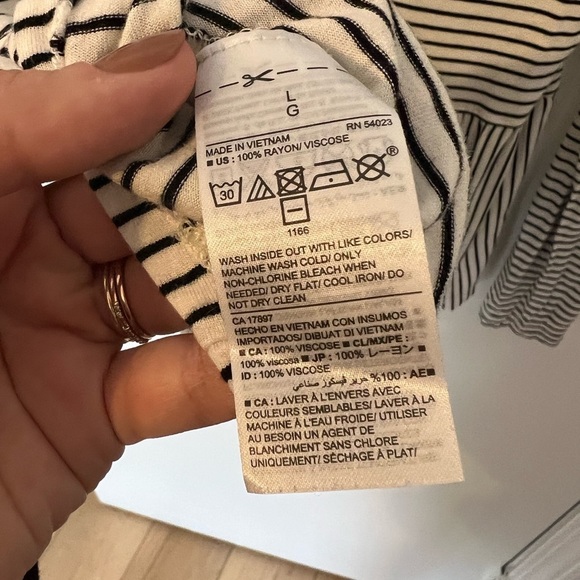 L
G
MADE IN VIETNAM RN 54023
■ US : 100% RAYON/ VISCOSE
30 ®
1166
WASH INSIDE OUT WITH LIKE COLORS/
MACHINE WASH COLD/ ONLY
NON-CHLORINE BLEACH WHEN
NEEDED/ DRY FLAT/ COOL IRON/ DO
NOT DRY CLEAN
CA 17897
HECHO EN VIETNAM CON INSUMOS
IMPORTADOS/ DIBUAT DI VIETNAM
■ CA : 100% VISCOSE ■ CL/MX/PE :
100% viscosa ■ JP : 100% レーヨン ■
ID : 100% VISCOSE
■ AE : 100% حرير فيسكوز صناعي
■ CA : LAVER À L'ENVERS AVEC
COULEURS SEMBLABLES/ LAVER À LA
MACHINE À L'EAU FROIDE/ UTILISER
AU BESOIN UN AGENT DE
BLANCHIMENT SANS CHLORE
UNIQUEMENT/ SÉCHAGE À PLAT/